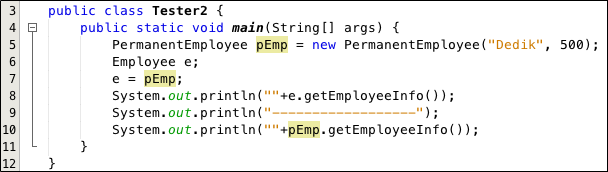 3 public class Tester2 {
4 public static void main(String[] args) {
5 PermanentEmployee pEmp = new PermanentEmployee("Dedik", 500);
6 Employee e;
7 e = pEmp;
8 System.out.println(""+e.getEmployeeInfo());
9 System.out.println("------------------");
10 System.out.println(""+pEmp.getEmployeeInfo());
11 }
12 }